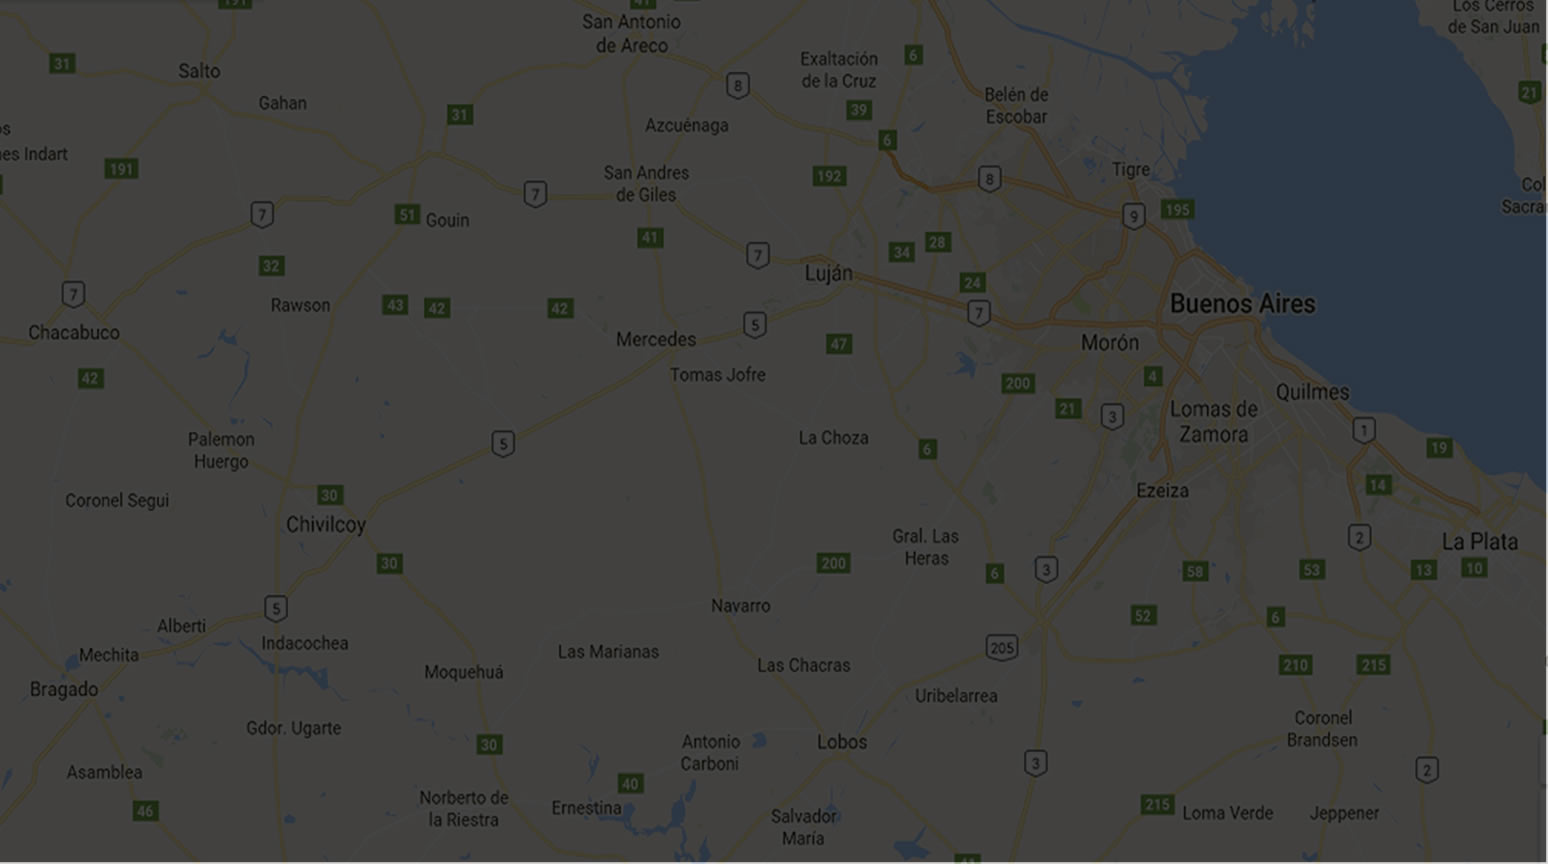 191
41
San Antonio
de Areco
Los Cerros
de San Juan
31
Salto
Exaltación
de la Cruz
6
8
21
Gahan
31
39
Belén de
Escobar
Azcuénaga
6
os
nes Indart
191
San Andres
de Giles
192
8
Tigre
7
7
51
Gouin
9
195
Col
Sacra
41
28
34
7
32
Luján
24
7
Rawson
43
42
42
5
7
Buenos Aires
Chacabuco
Mercedes
47
Morón
42
Tomas Jofre
200
4
Quilmes
21
3
Lomas de
Zamora
Palemon
Huergo
5
La Choza
6
1
19
Coronel Segui
30
Ezeiza
14
Chivilcoy
Gral. Las
Heras
2
La Plata
30
200
6
3
58
53
13
10
5
Navarro
52
6
Alberti
Indacochea
Mechita
Las Marianas
Las Chacras
205
210
215
Bragado
Moquehuá
Uribelarrea
Gdor. Ugarte
30
Antonio
Carboni
Lobos
Coronel
Brandsen
Asamblea
40
3
2
46
Norberto de
la Riestra
Ernestina
Salvador
María
215
Loma Verde
Jeppener